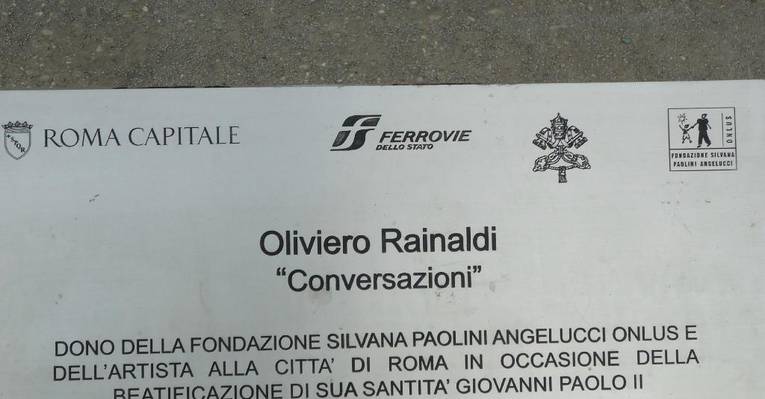 ROMA CAPITALE
FERROVIE
DELLO STATO
ONLUS
FONDAZIONE SILVANA
PAOLINI ANGELUCCI
Oliviero Rainaldi
“Conversazioni”
DONO DELLA FONDAZIONE SILVANA PAOLINI ANGELUCCI ONLUS E
DELL’ARTISTA ALLA CITTA’ DI ROMA IN OCCASIONE DELLA
BEATIFICAZIONE DI SUA SANTITA’ GIOVANNI PAOLO II